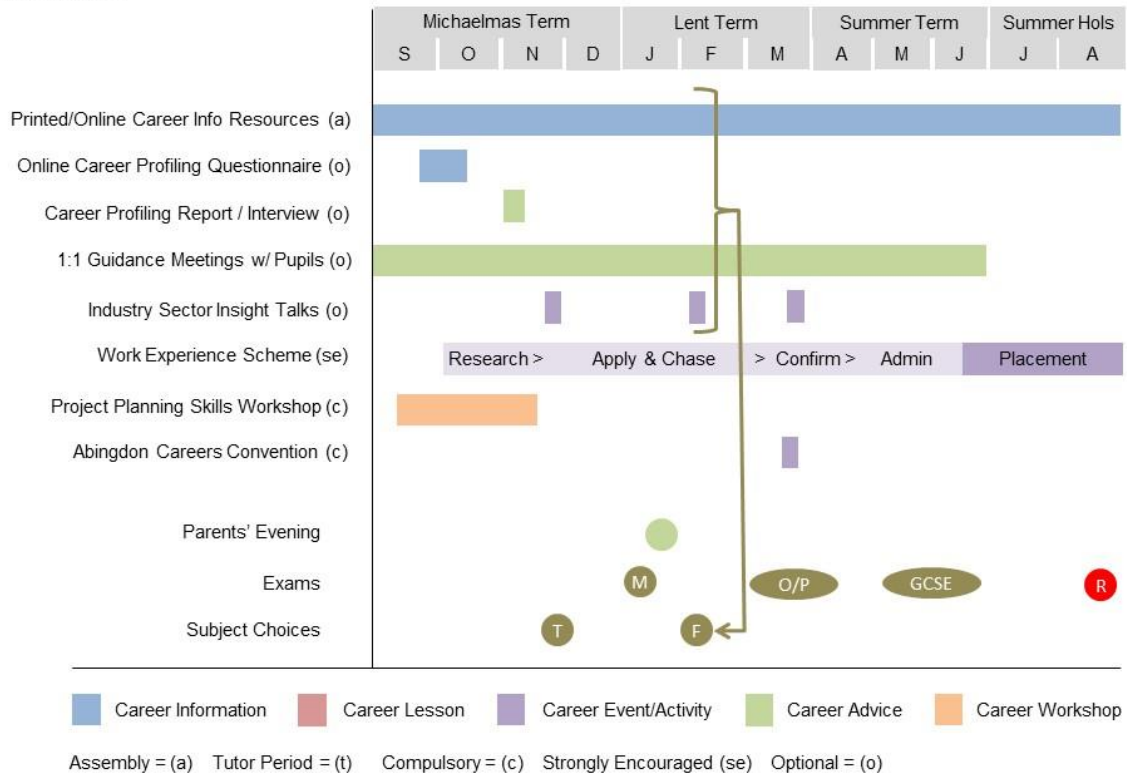 Michaelmas Term Lent Term Summer Term Summer Hols
S O N D J F M A M J J A
Printed/Online Career Info Resources (a)
Online Career Profiling Questionnaire (o)
Career Profiling Report / Interview (o)
1:1 Guidance Meetings w/ Pupils (o)
Industry Sector Insight Talks (o)
Work Experience Scheme (se) Research > Apply & Chase > Confirm > Admin Placement
Project Planning Skills Workshop (c)
Abingdon Careers Convention (c)
Parents' Evening
Exams M O/P GCSE R
Subject Choices T F
Career Information Career Lesson Career Event/Activity Career Advice Career Workshop
Assembly = (a) Tutor Period = (t) Compulsory = (c) Strongly Encouraged (se) Optional = (o)